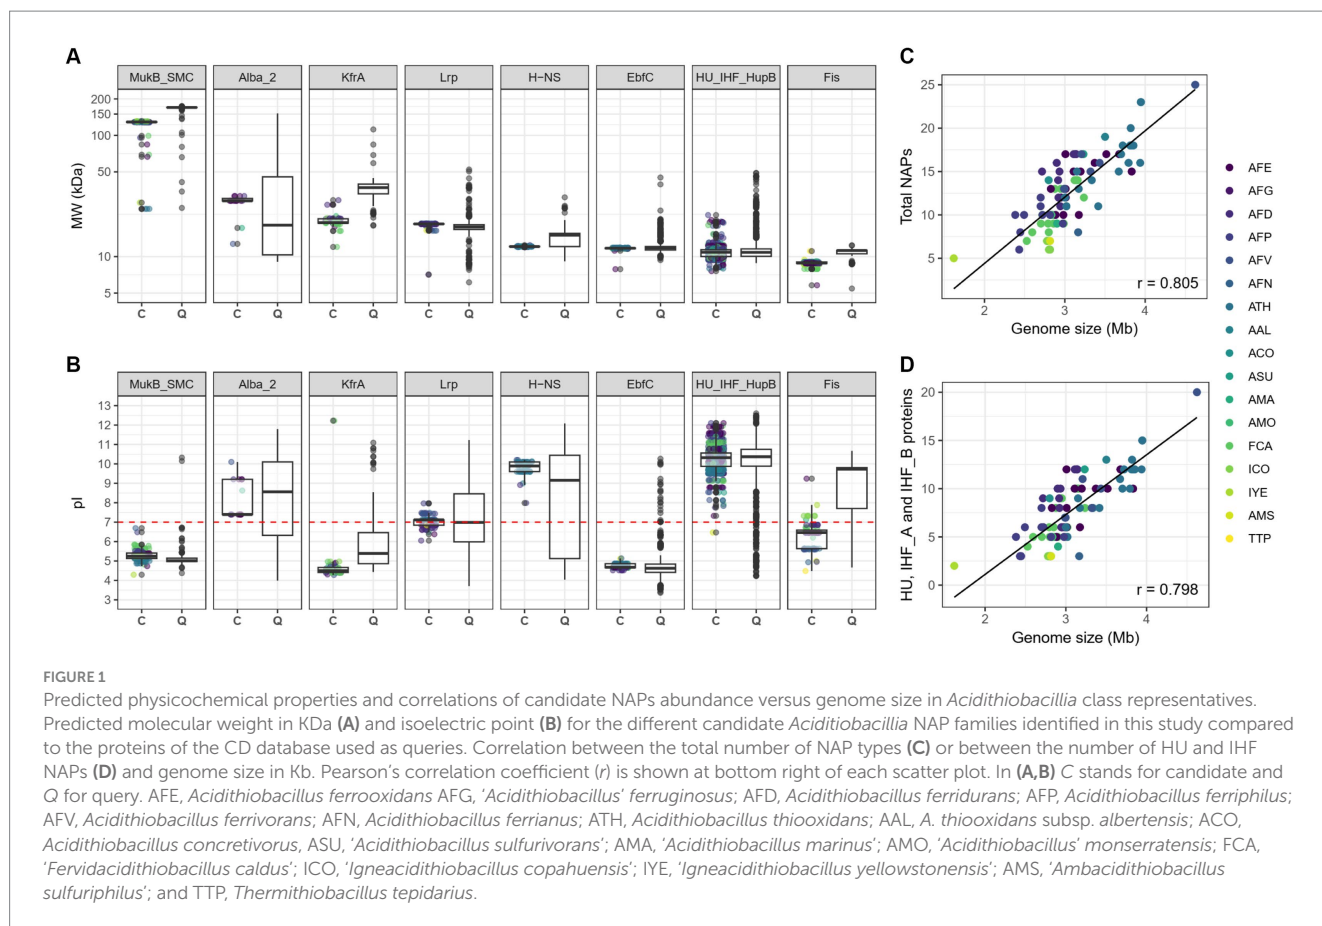 A
MukB_SMC Alba_2 KfrA Lrp H−NS EbfC HU_IHF_HupB Fis
MW (kDa)
200
150
100
50
10
5
C Q C Q C Q C Q C Q C Q C Q C Q
B
MukB_SMC Alba_2 KfrA Lrp H−NS EbfC HU_IHF_HupB Fis
pI
13
12
11
10
9
8
7
6
5
4
3
C Q C Q C Q C Q C Q C Q C Q C Q
C
Total NAPs
25
20
15
10
5
r = 0.805
2 3 4
Genome size (Mb)
D
HU, IHF_A and IHF_B proteins
20
15
10
5
0
r = 0.798
2 3 4
Genome size (Mb)
AFE
AFG
AFD
AFP
AFV
AFN
ATH
AAL
ACO
ASU
AMA
AMO
FCA
ICO
IYE
AMS
TTP
FIGURE 1
Predicted physicochemical properties and correlations of candidate NAPs abundance versus genome size in Acidithiobacillia class representatives.
Predicted molecular weight in KDa (A) and isoelectric point (B) for the different candidate Aciditiobacillia NAP families identified in this study compared
to the proteins of the CD database used as queries. Correlation between the total number of NAP types (C) or between the number of HU and IHF
NAPs (D) and genome size in Kb. Pearson's correlation coefficient (r) is shown at bottom right of each scatter plot. In (A,B) C stands for candidate and
Q for query. AFE, Acidithiobacillus ferrooxidans AFG, 'Acidithiobacillus' ferruginosus; AFD, Acidithiobacillus ferridurans; AFP, Acidithiobacillus ferriphilus;
AFV, Acidithiobacillus ferrivorans; AFN, Acidithiobacillus ferrianus; ATH, Acidithiobacillus thiooxidans; AAL, A. thiooxidans subsp. albertensis; ACO,
Acidithiobacillus concretivorus, ASU, 'Acidithiobacillus sulfurivorans'; AMA, 'Acidithiobacillus marinus'; AMO, 'Acidithiobacillus' monserratensis; FCA,
'Fervidacidithiobacillus caldus'; ICO, 'Igneacidithiobacillus copahuensis'; IYE, 'Igneacidithiobacillus yellowstonensis'; AMS, 'Ambacidithiobacillus
sulfuriphilus'; and TTP, Thermithiobacillus tepidarius.